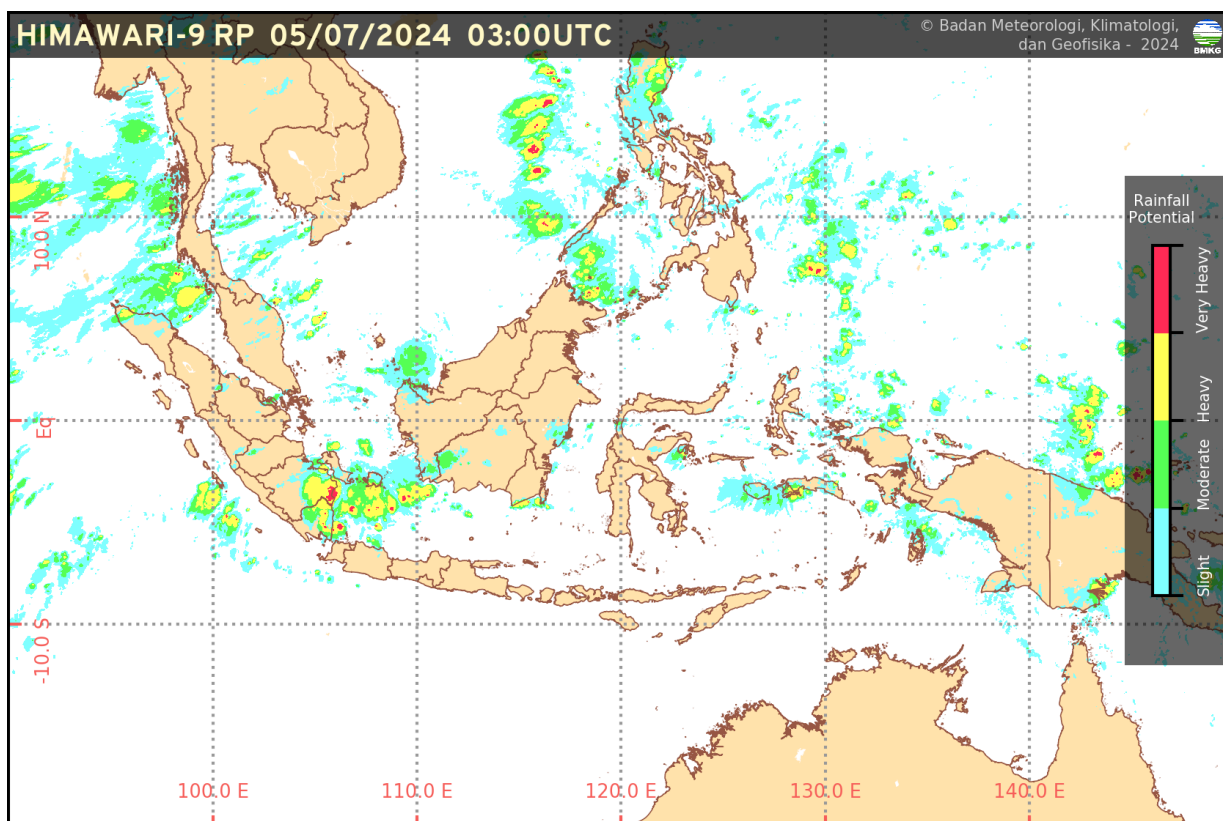 HIMAWARI-9 RP 05/07/2024 03:00UTC
© Badan Meteorologi, Klimatologi,
dan Geofisika - 2024
BMKG
Rainfall
Potential
Very Heavy
Heavy
Moderate
Slight
10.0 N
Eq
-10.0 S
100.0 E
110.0 E
120.0 E
130.0 E
140.0 E